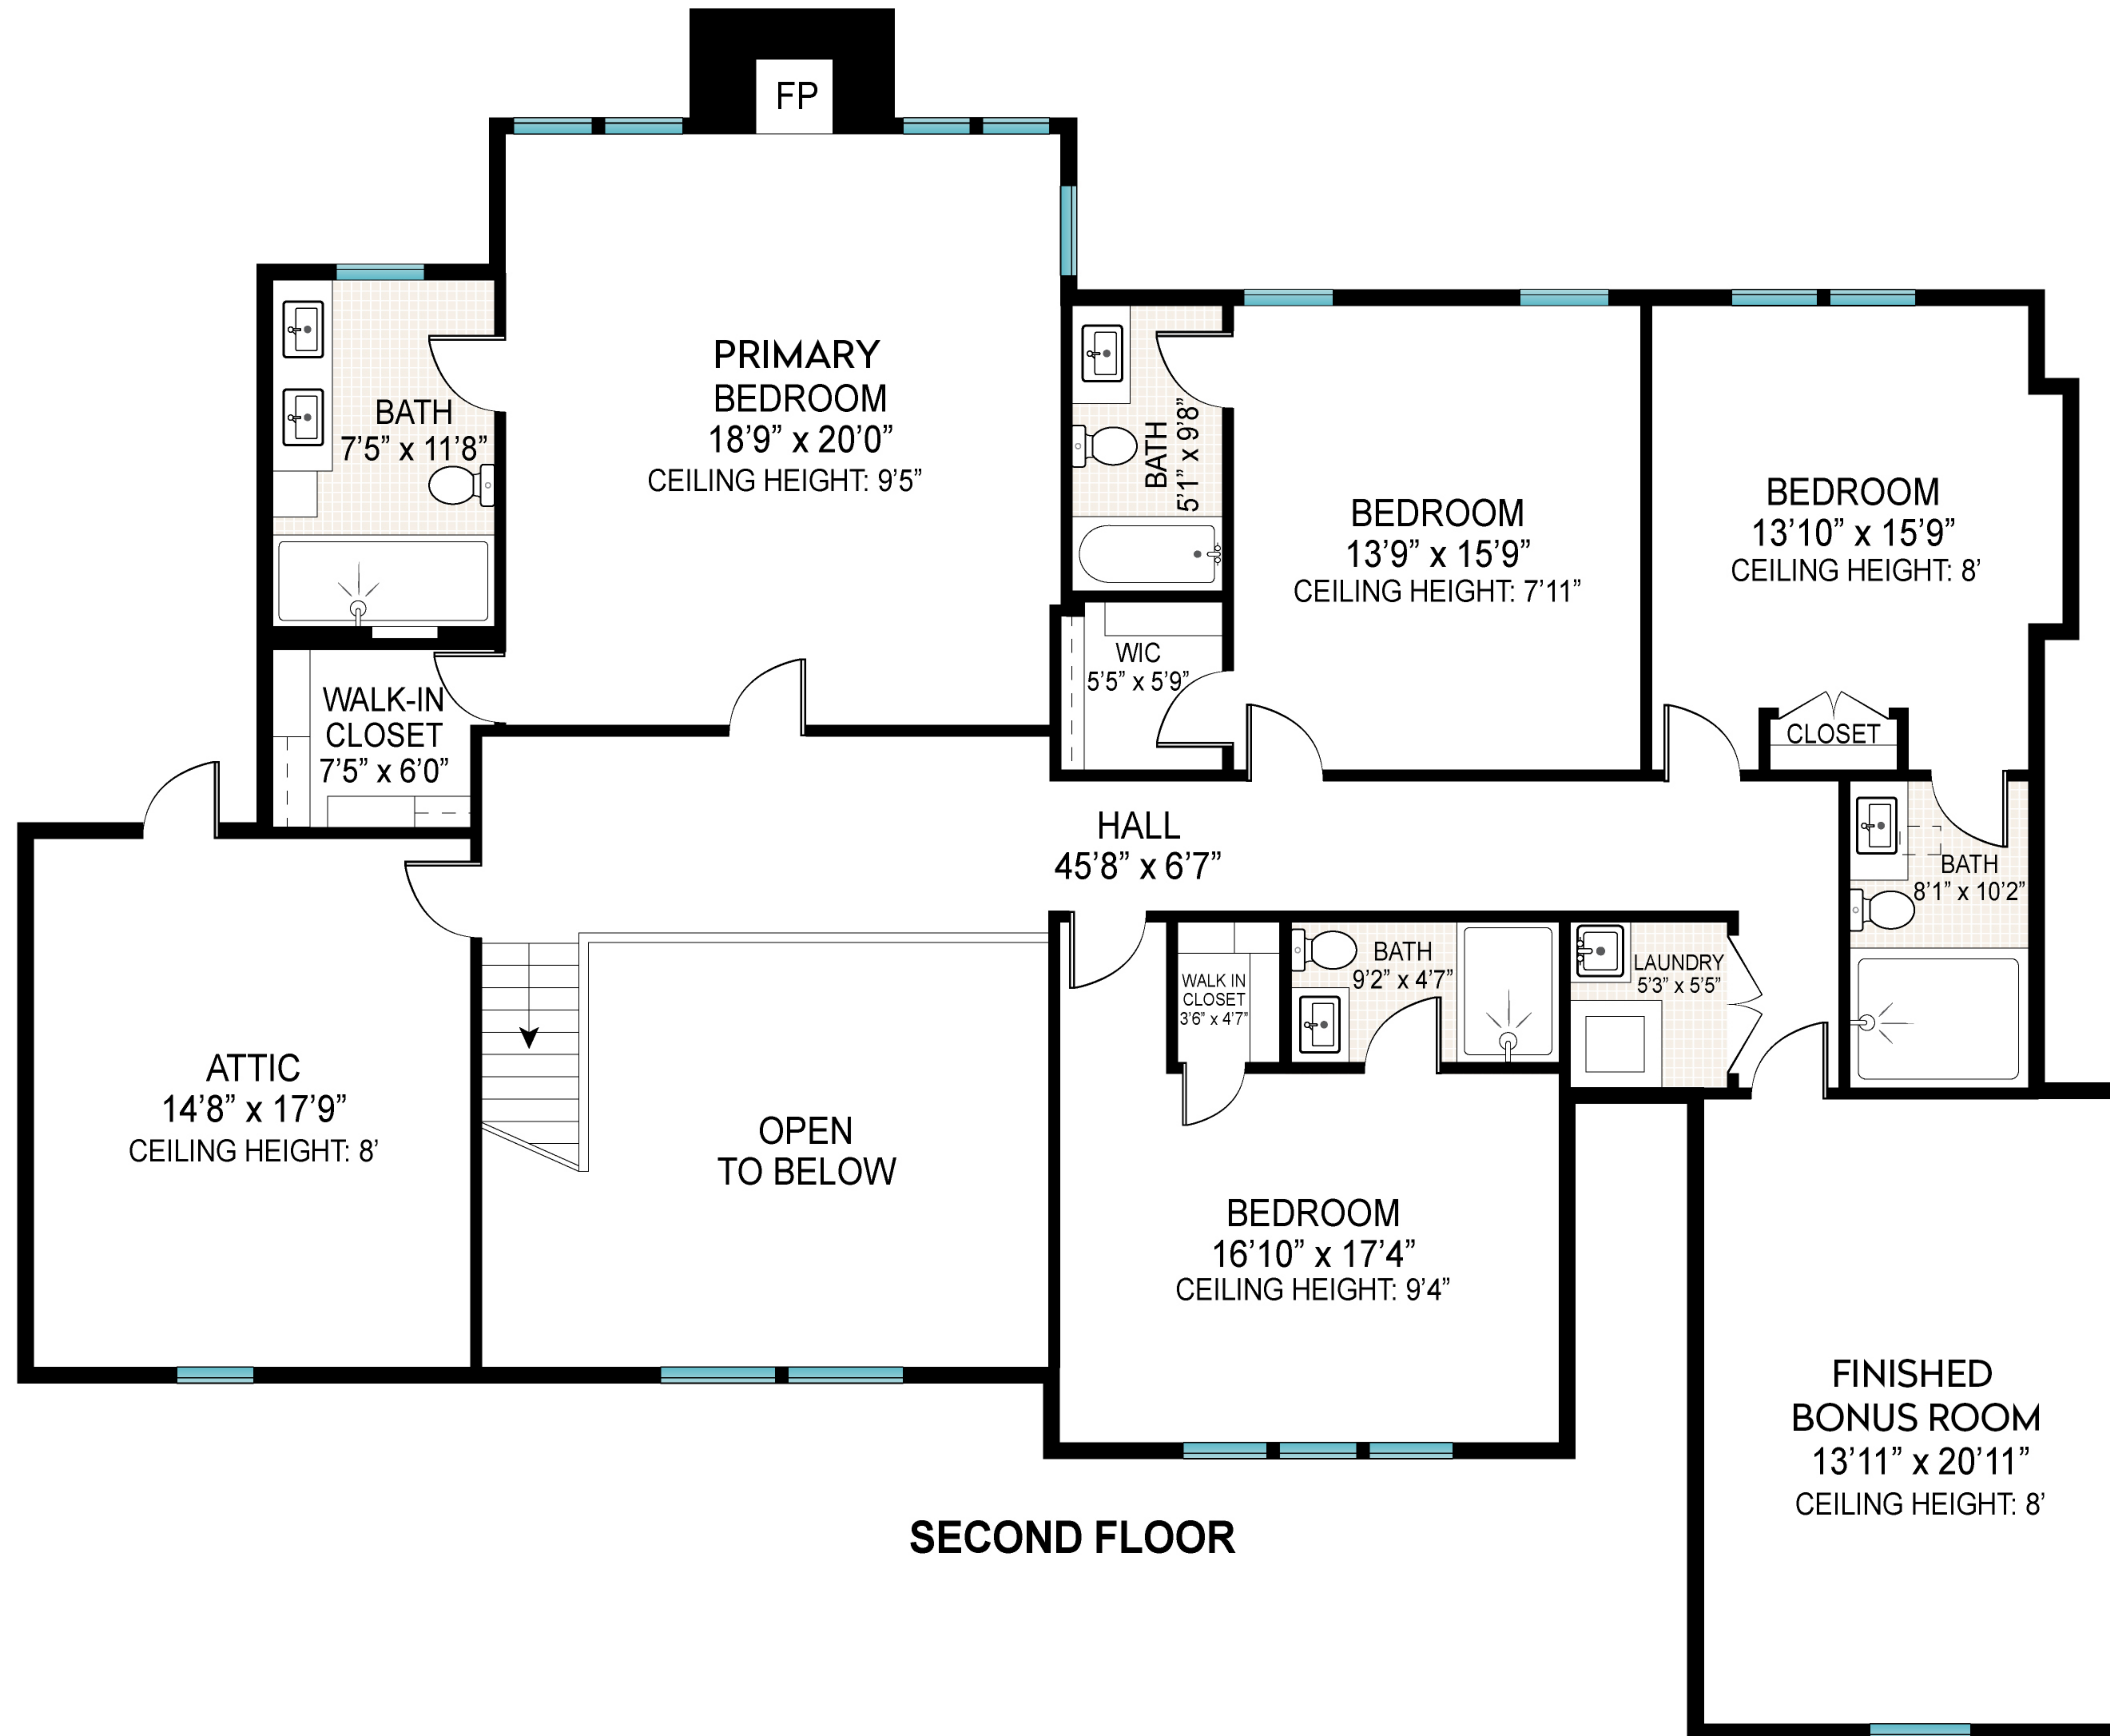 FP
PRIMARY
BEDROOM
18’9” x 20’0”
CEILING HEIGHT: 9’5”
BATH
7’5” x 11’8”
BATH
5’1” x 9’8”
BEDROOM
13’9” x 15’9”
CEILING HEIGHT: 7’11”
BEDROOM
13’10” x 15’9”
CEILING HEIGHT: 8’
WALK-IN
CLOSET
7’5” x 6’0”
WIC
5’5” x 5’9”
CLOSET
HALL
45’8” x 6’7”
BATH
8’1” x 10’2”
WALK IN
CLOSET
3’6” x 4’7”
BATH
9’2” x 4’7”
LAUNDRY
5’3” x 5’5”
ATTIC
14’8” x 17’9”
CEILING HEIGHT: 8’
OPEN
TO BELOW
BEDROOM
16’10” x 17’4”
CEILING HEIGHT: 9’4”
FINISHED
BONUS ROOM
13’11” x 20’11”
CEILING HEIGHT: 8’
SECOND FLOOR